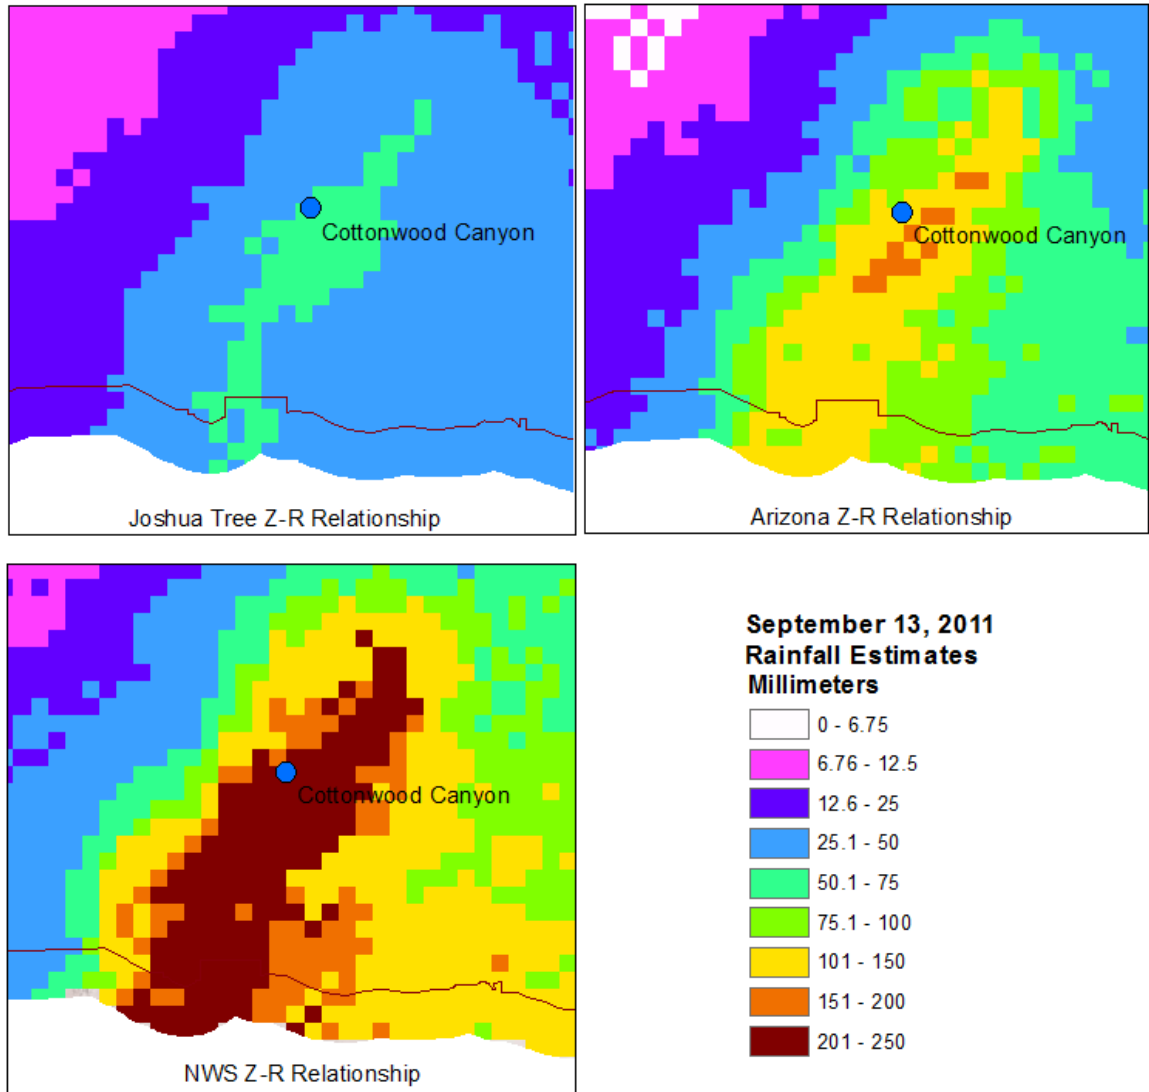 Cottonwood Canyon
Joshua Tree Z-R Relationship
Cottonwood Canyon
Arizona Z-R Relationship
Cottonwood Canyon
NWS Z-R Relationship
September 13, 2011
Rainfall Estimates
Millimeters
0 - 6.75
6.76 - 12.5
12.6 - 25
25.1 - 50
50.1 - 75
75.1 - 100
101 - 150
151 - 200
201 - 250